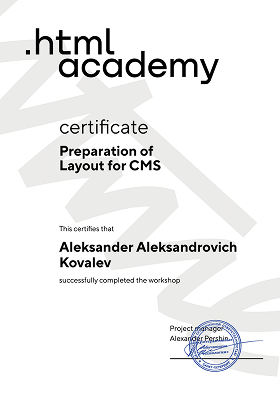 .html
academy
certificate
Preparation of
Layout for CMS
This certifies that
Aleksander Aleksandrovich
Kovalev
successfully completed the workshop
Project manager
Alexander Pershin